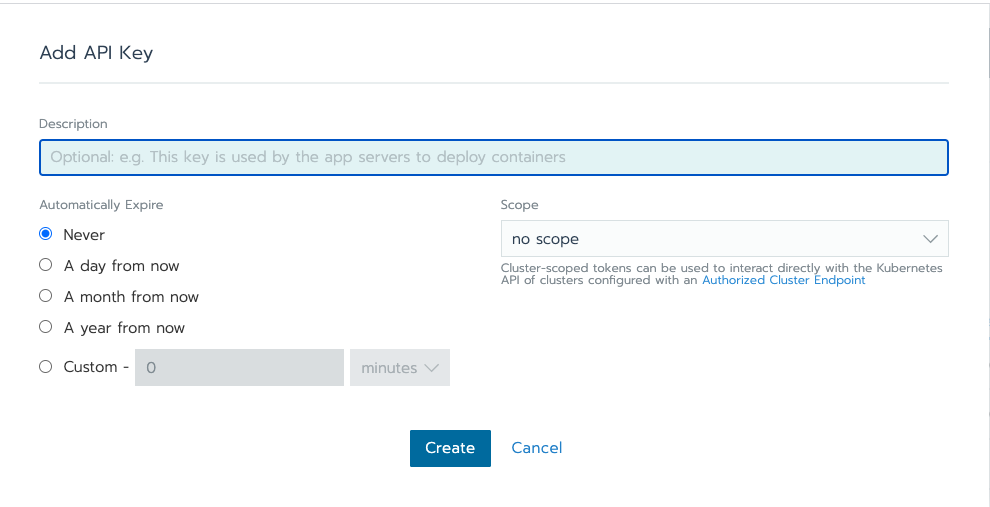 Add API Key
Description
Optional: e.g. This key is used by the app servers to deploy containers
Automatically Expire
Never
A day from now
A month from now
A year from now
Custom - 0 minutes
Scope
no scope
Cluster-scoped tokens can be used to interact directly with the Kubernetes
API of clusters configured with an Authorized Cluster Endpoint
Create Cancel